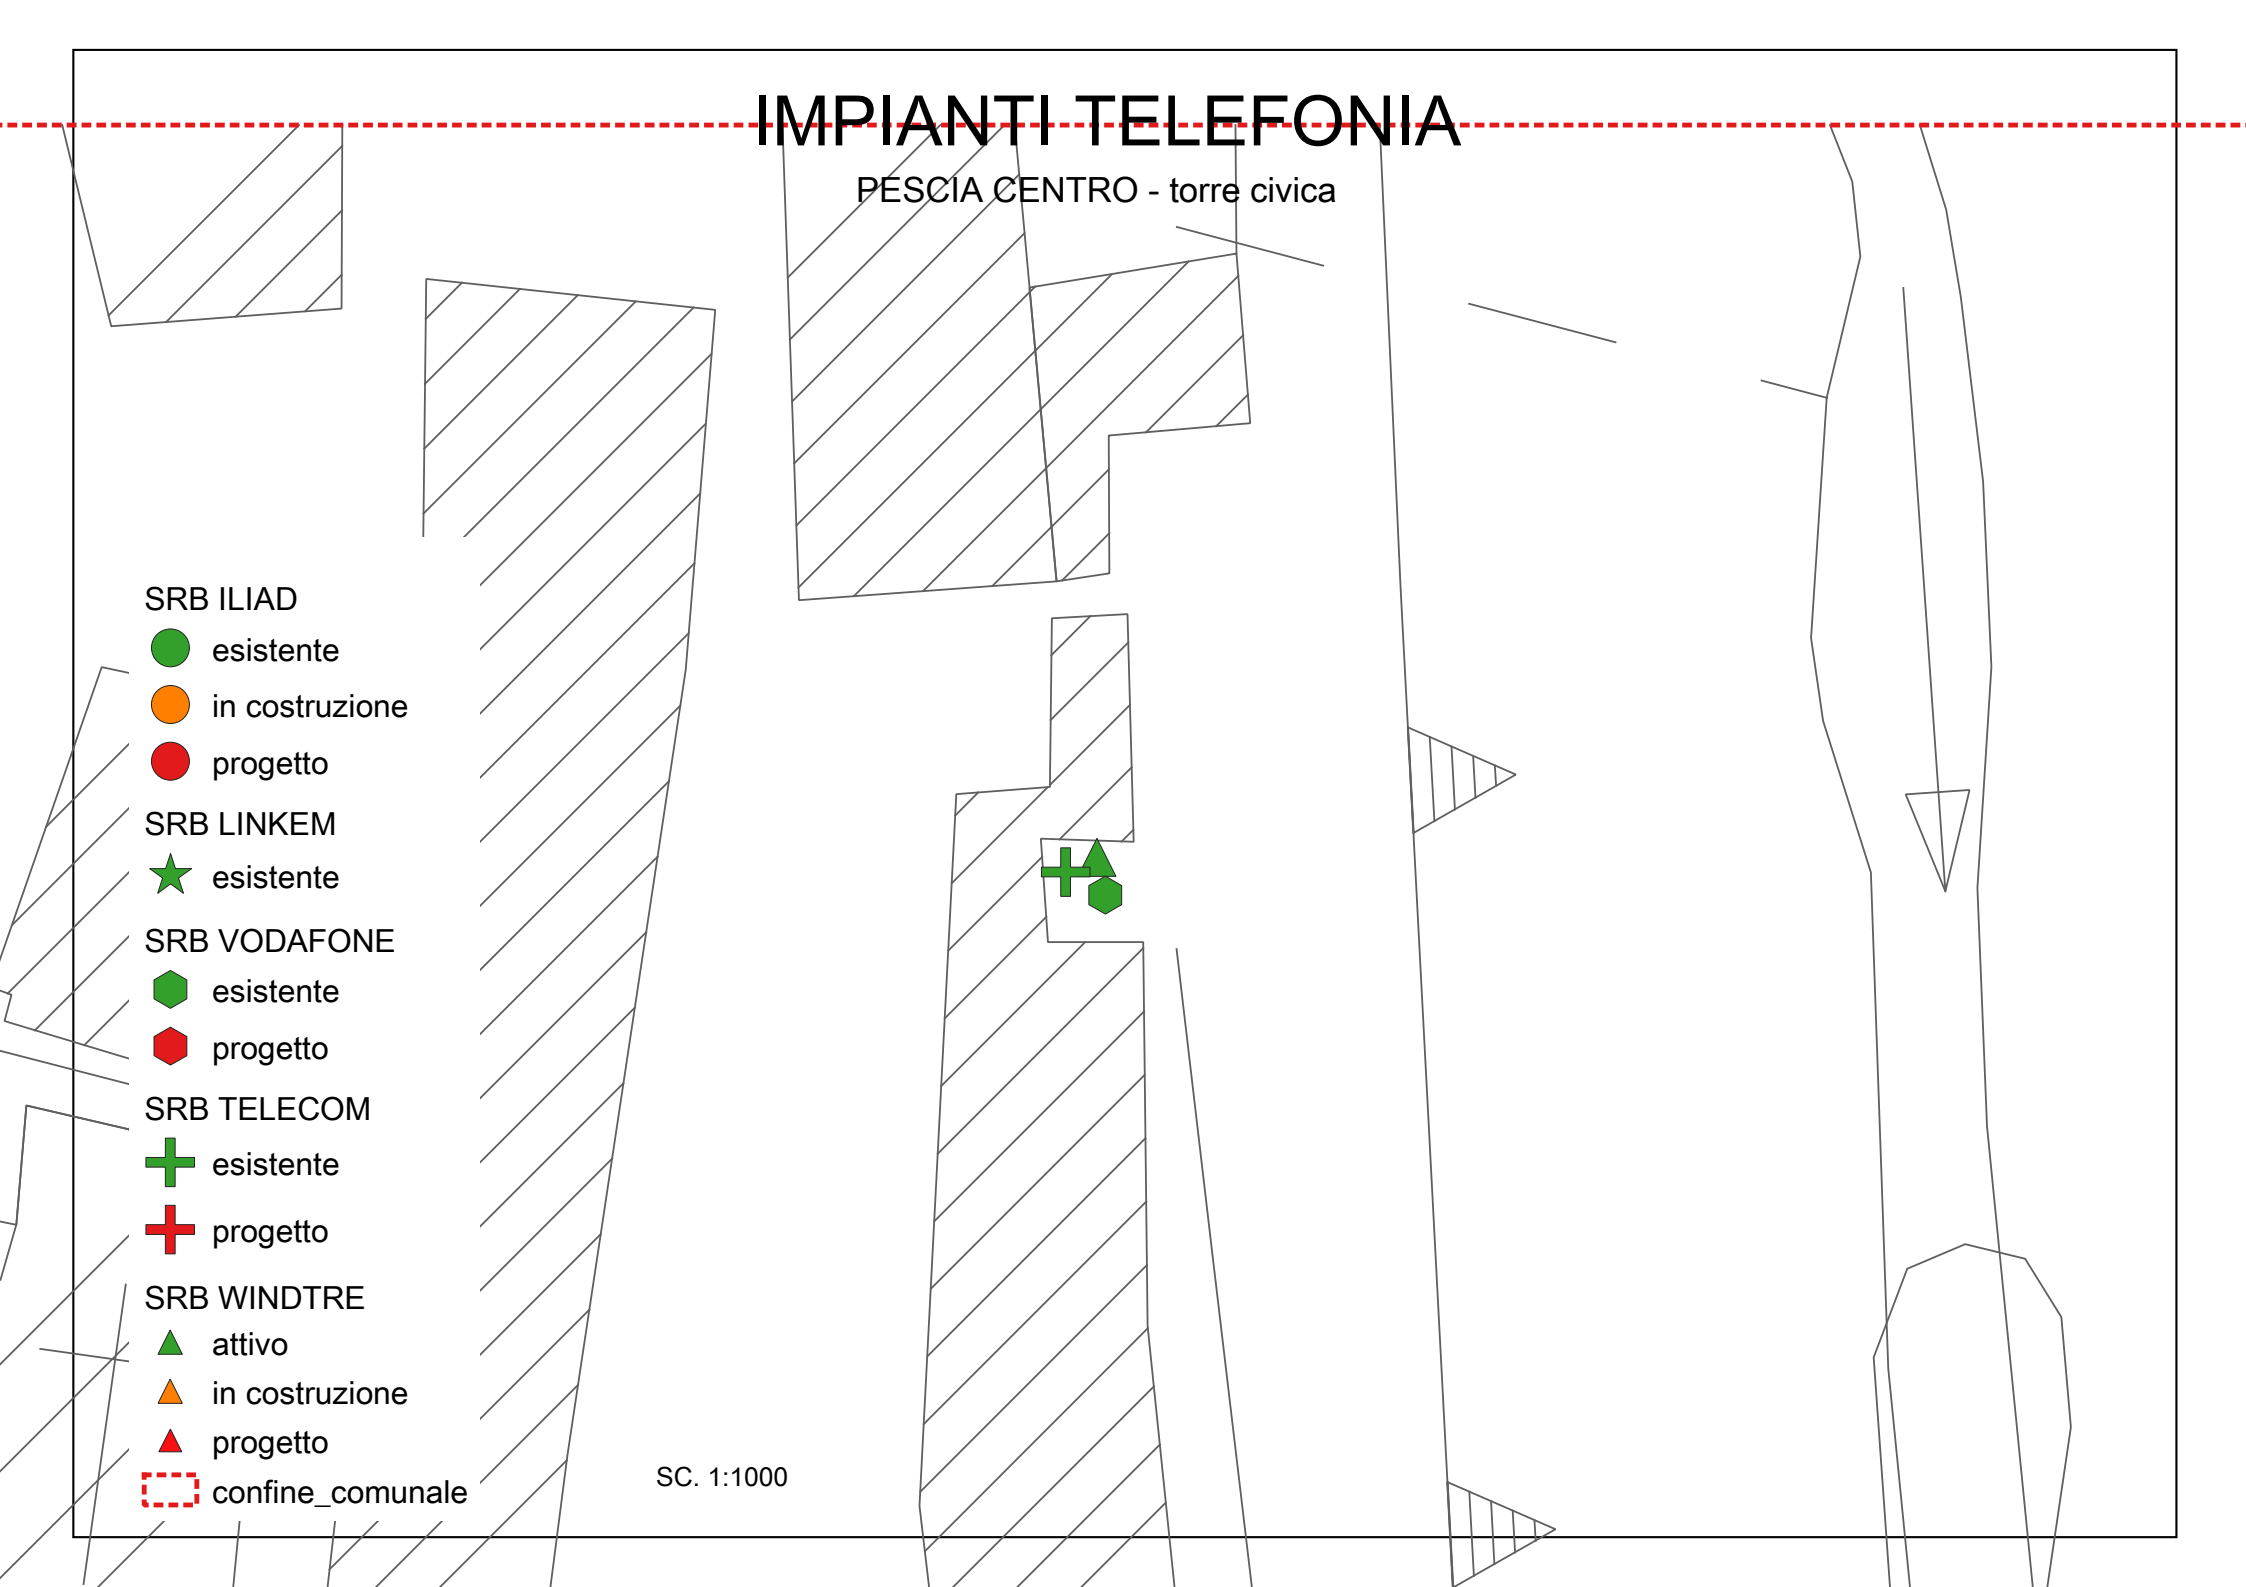 IMPIANTI TELEFONIA
PESCIA CENTRO - torre civica
SRB ILIAD
esistente
in costruzione
progetto
SRB LINKEM
esistente
SRB VODAFONE
esistente
progetto
SRB TELECOM
esistente
progetto
SRB WINDTRE
attivo
in costruzione
progetto
confine_comunale
SC. 1:1000